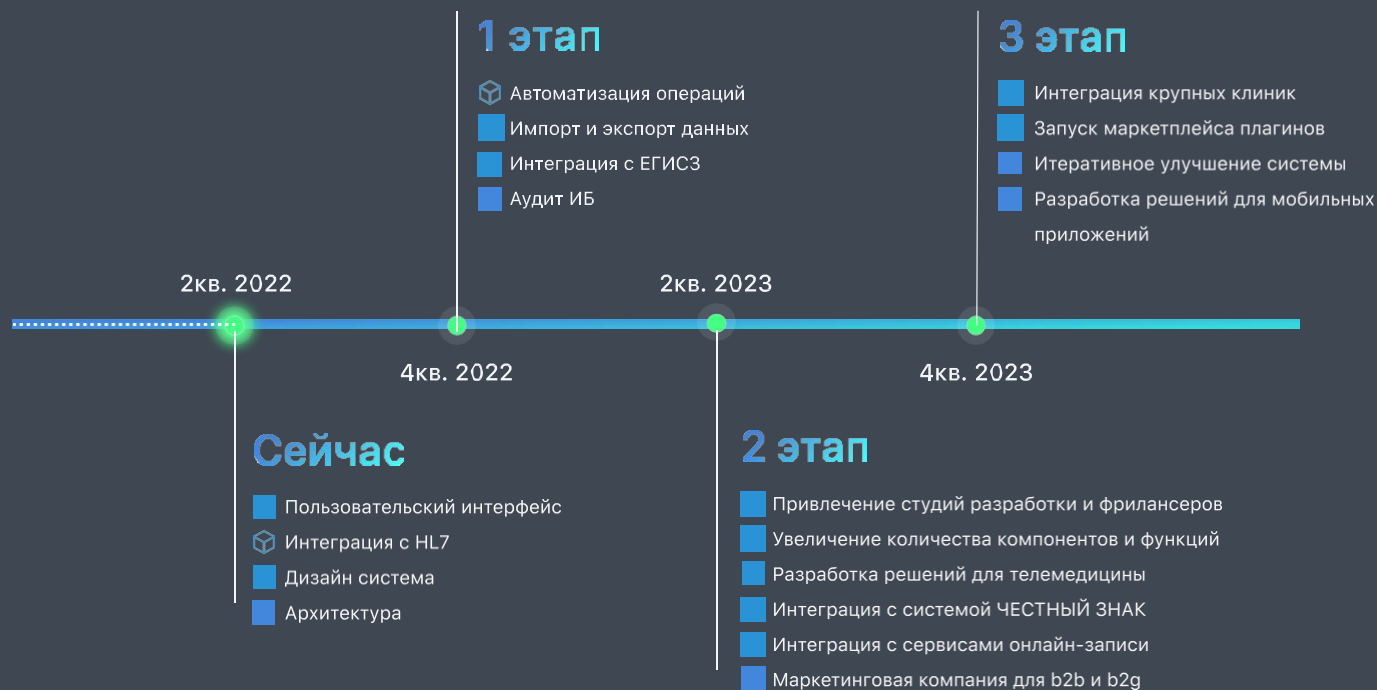 1 этап
Автоматизация операций
Импорт и экспорт данных
Интеграция с ЕГИСЗ
Аудит ИБ
3 этап
Интеграция крупных клиник
Запуск маркетплейса плагинов
Итеративное улучшение системы
Разработка решений для мобильных
приложений
2кв. 2022
2кв. 2023
4кв. 2022
4кв. 2023
Сейчас
Пользовательский интерфейс
Интеграция с HL7
Дизайн система
Архитектура
2 этап
Привлечение студий разработки и фрилансеров
Увеличение количества компонентов и функций
Разработка решений для телемедицины
Интеграция с системой ЧЕСТНЫЙ ЗНАК
Интеграция с сервисами онлайн-записи
Маркетинговая компания для b2b и b2g